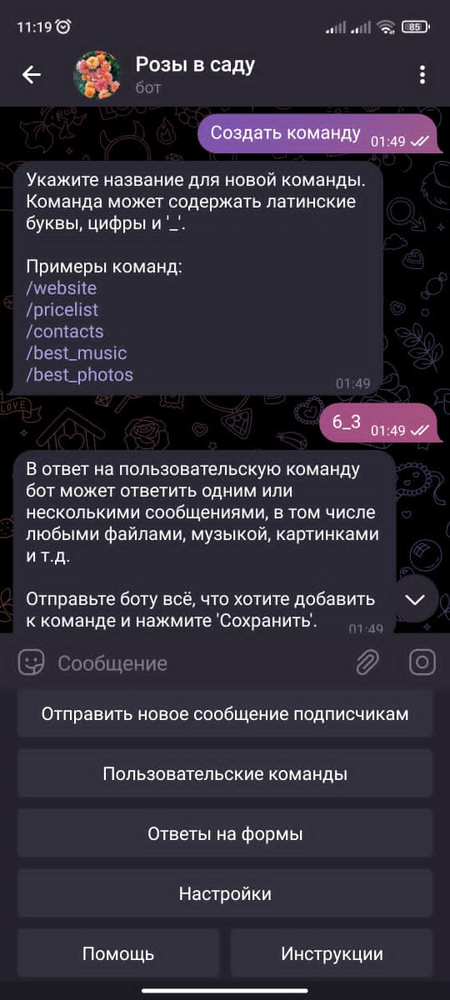 11:19
85
Розы в саду
бот
Создать команду 01:49
Укажите название для новой команды.
Команда может содержать латинские
буквы, цифры и '_'.
Примеры команд:
/website
/pricelist
/contacts
/best_music
/best_photos
01:49
LOVE
6_3 01:49
В ответ на пользовательскую команду
бот может ответить одним или
несколькими сообщениями, в том числе
любыми файлами, музыкой, картинками
и т.д.
Отправьте боту всё, что хотите добавить
к команде и нажмите 'Сохранить'.
01:49
Сообщение
Отправить новое сообщение подписчикам
Пользовательские команды
Ответы на формы
Настройки
Помощь
Инструкции